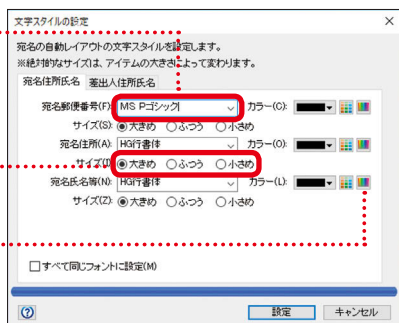 文字スタイルの設定
宛名の自動レイアウトの文字スタイルを設定します。
※絶対的なサイズは、アイテムの大きさによって変わります。
宛名住所氏名 差出人住所氏名
宛名郵便番号(F): MS Pゴシック カラー(C):
サイズ(S): 大きめ ふつう 小さめ
宛名住所(A): HG行書体 カラー(O):
サイズ(I): 大きめ ふつう 小さめ
宛名氏名等(N): HG行書体 カラー(L):
サイズ(Z): 大きめ ふつう 小さめ
すべて同じフォントに設定(M)
設定 キャンセル